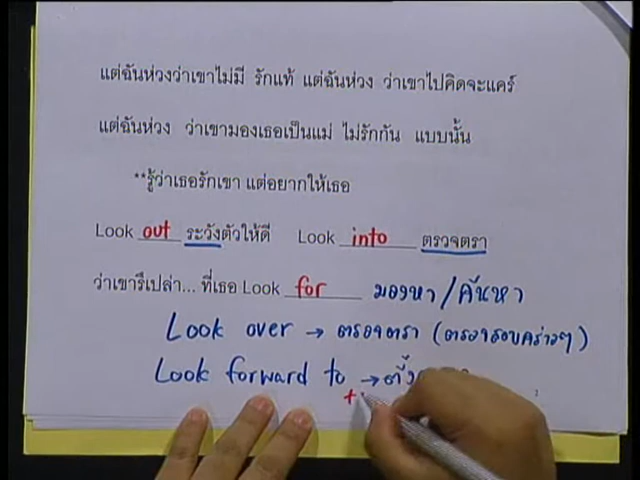 แต่ฉันห่วงว่าเขาไม่มี รักแท้ แต่ฉันห่วง ว่าเขาไปคิดจะแคร์
แต่ฉันห่วง ว่าเขามองเธอเป็นแม่ ไม่รักกัน แบบนั้น
**รู้ว่าเธอรักเขา แต่อยากให้เธอ
Look out ระวังตัวให้ดี Look into ตรวจตรา
ว่าเขารึเปล่า... ที่เธอ Look for มองหา/ค้นหา
Look over → ตรวจตรา (ตรวจสอบคร่าวๆ)
Look forward to →
+